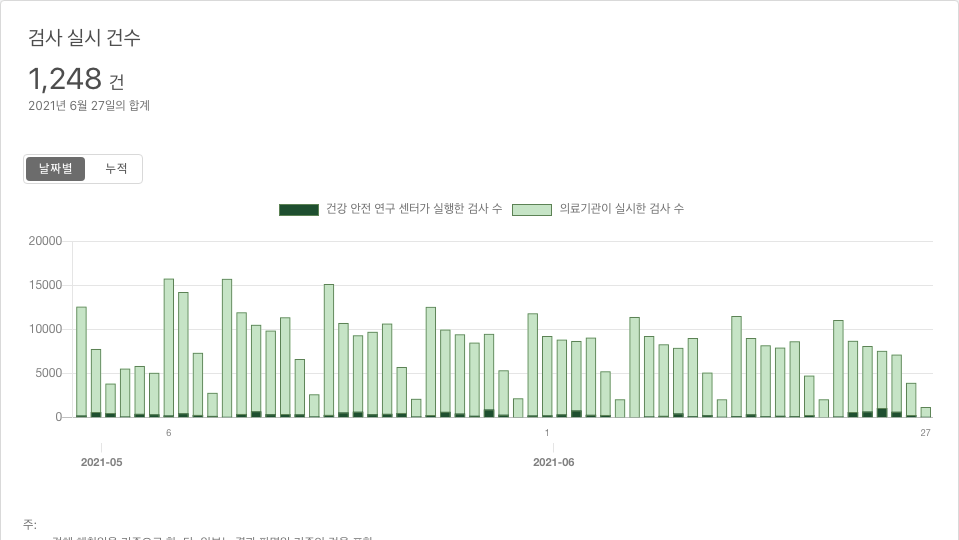 검사 실시 건수
1,248 건
2021년 6월 27일의 합계
날짜별 누적
건강 안전 연구 센터가 실행한 검사 수 의료기관이 실시한 검사 수
20000
15000
10000
5000
0
6 1 27
2021-05 2021-06
주: